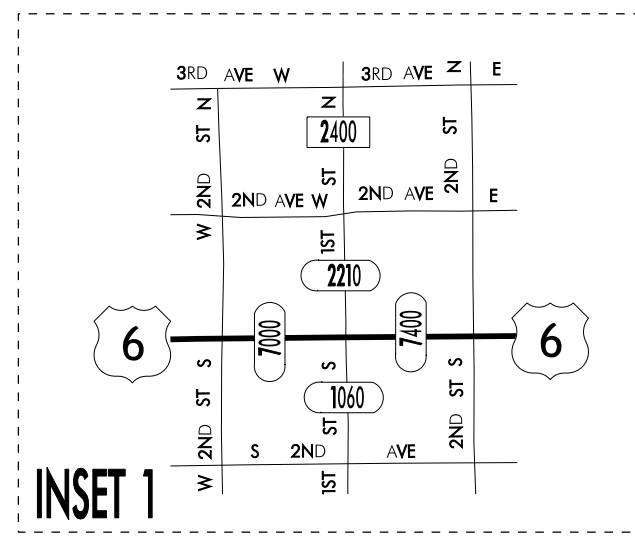 3RD AVE W
3RD AVE E
W 2ND ST N
1ST ST N
2ND ST N
2400
2ND AVE W
2ND AVE E
2210
6
7000
7400
6
W 2ND ST S
1ST ST S
2ND ST S
1060
S 2ND AVE
INSET 1